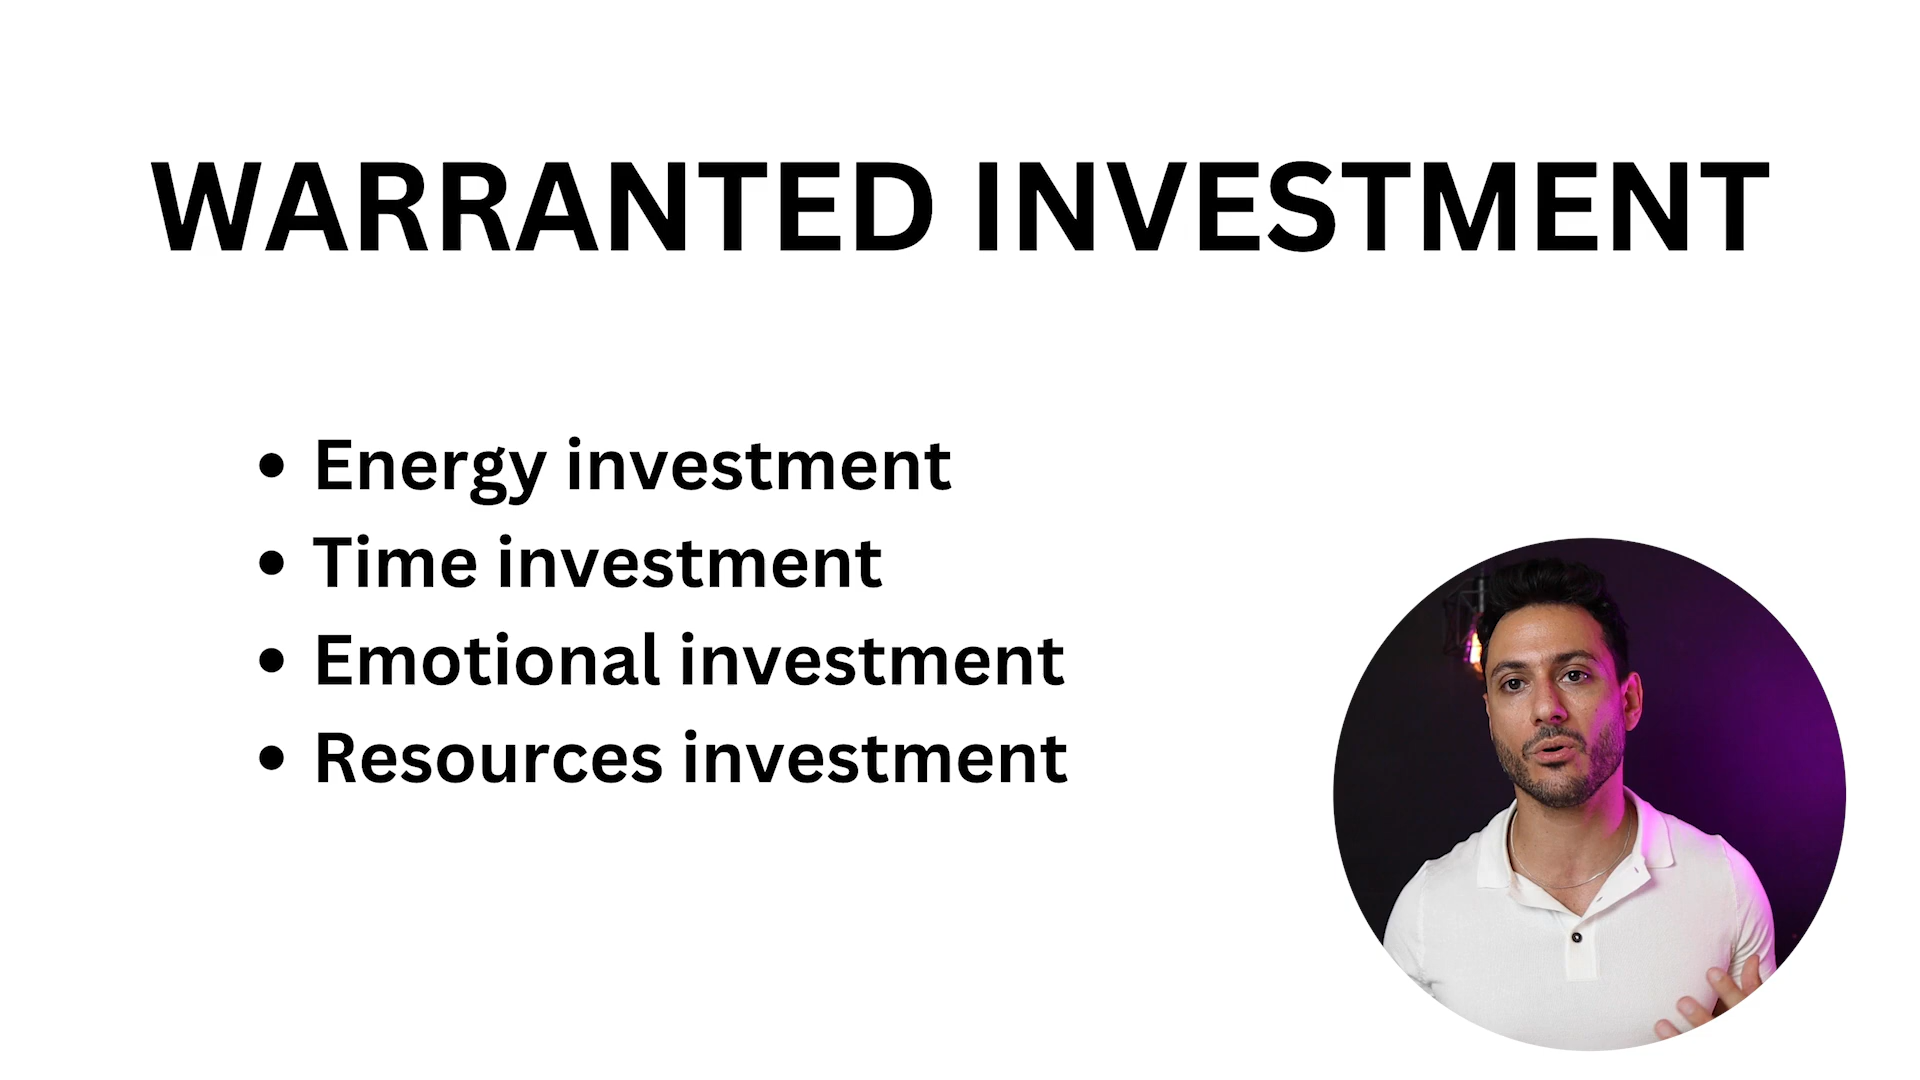 WARRANTED INVESTMENT
• Energy investment
• Time investment
• Emotional investment
• Resources investment